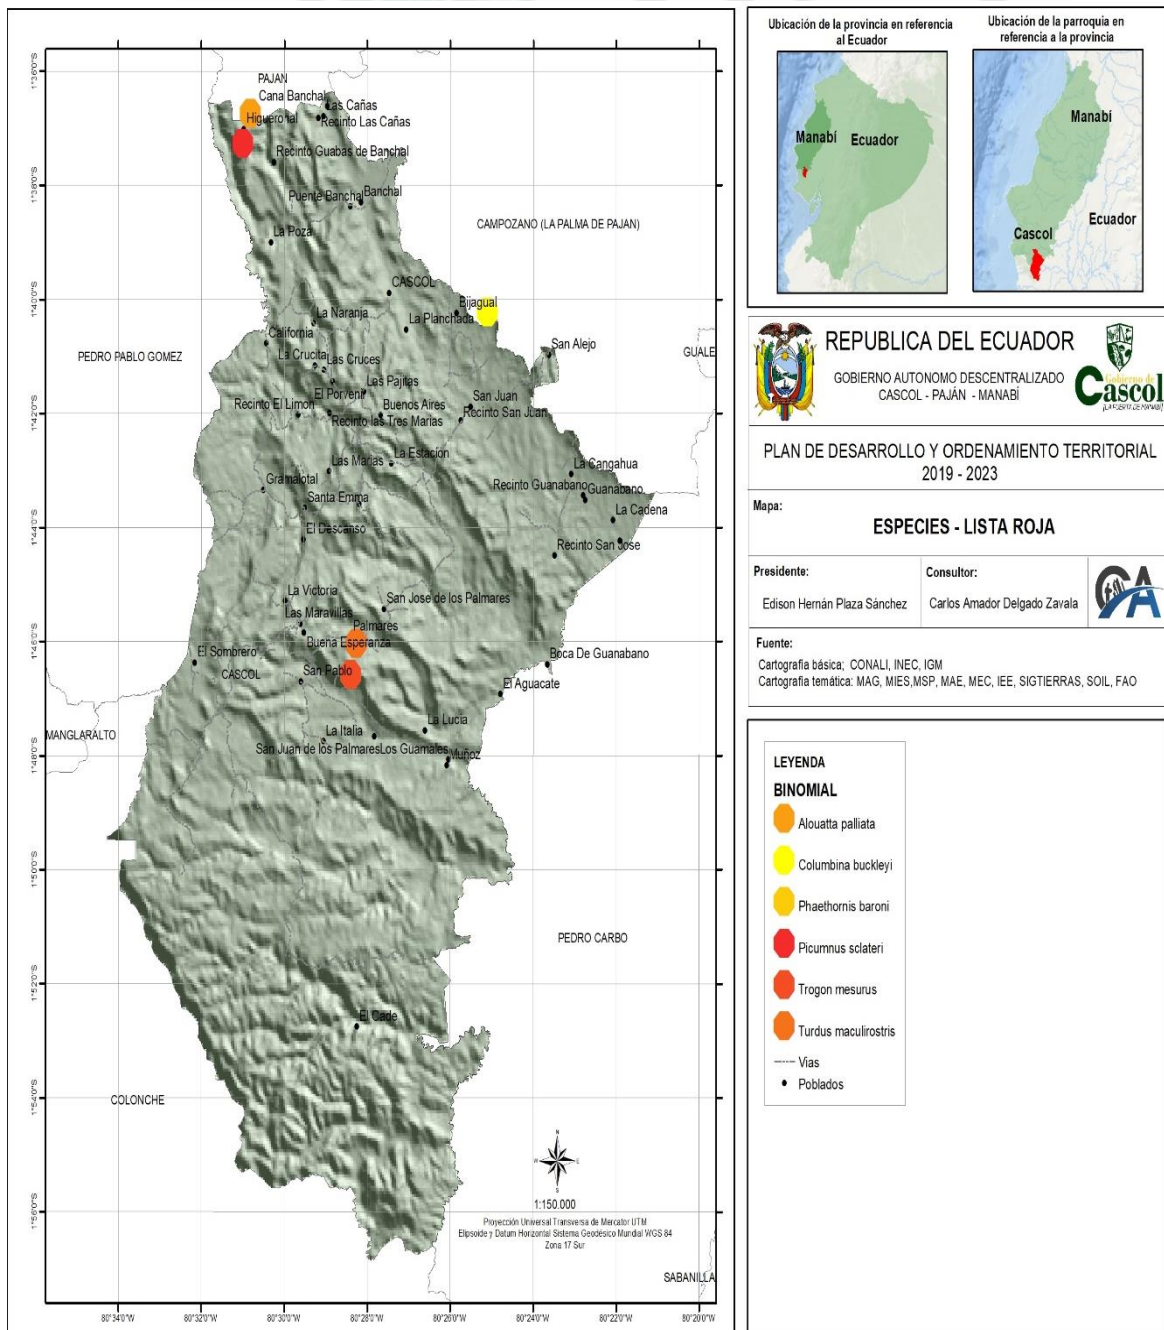 PAJAN
Cana Banchal
Las Cañas
Higueronal
Recinto Las Cañas
Recinto Guabas de Banchal
Puente Banchal
Banchal
CAMPOZANO (LA PALMA DE PAJAN)
La Poza
CASCOL
Bijagual
La Naranja
La Planchada
California
San Alejo
PEDRO PABLO GOMEZ
La Crucita
Las Cruces
GUALE
El Porvenir
Las Pajitas
San Juan
Recinto El Limon
Buenos Aires
Recinto San Juan
Recinto las Tres Marias
La Estación
Las Marias
La Cangahua
Gramalotal
Recinto Guanabano
Guanabano
Santa Emma
La Cadena
El Descanso
Recinto San Jose
La Victoria
San Jose de los Palmares
Las Maravillas
Palmares
Buena Esperanza
El Sombrero
Boca De Guanabano
CASCOL
San Pablo
El Aguacate
La Lucia
MANGLARALTO
La Italia
San Juan de los Palmares
Los Guamales
Muñoz
PEDRO CARBO
El Cade
COLONCHE
SABANILLA
1°36'0"S
1°38'0"S
1°40'0"S
1°42'0"S
1°44'0"S
1°46'0"S
1°48'0"S
1°50'0"S
1°52'0"S
1°54'0"S
1°56'0"S
N
E
S
W
1:150.000
Proyección Universal Transversa de Mercator UTM
Elipsoide y Datum Horizontal Sistema Geodésico Mundial WGS 84
Zona 17 Sur
80°34'0"W 80°32'0"W 80°30'0"W 80°28'0"W 80°26'0"W 80°24'0"W 80°22'0"W 80°20'0"W
Ubicación de la provincia en referencia
al Ecuador
Manabí
Ecuador
Ubicación de la parroquia en
referencia a la provincia
Manabí
Ecuador
Cascol
REPUBLICA DEL ECUADOR
GOBIERNO AUTONOMO DESCENTRALIZADO
CASCOL - PAJÁN - MANABÍ
Gobierno de
Cascol
(LA PUERTA DE MANABÍ)
PLAN DE DESARROLLO Y ORDENAMIENTO TERRITORIAL
2019 - 2023
Mapa:
ESPECIES - LISTA ROJA
Presidente:
Edison Hernán Plaza Sánchez
Consultor:
Carlos Amador Delgado Zavala
CA
Fuente:
Cartografía básica; CONALI, INEC, IGM
Cartografía temática: MAG, MIES,MSP, MAE, MEC, IEE, SIGTIERRAS, SOIL, FAO
LEYENDA
BINOMIAL
Alouatta palliata
Columbina buckleyi
Phaethornis baroni
Picumnus sclateri
Trogon mesurus
Turdus maculirostris
Vias
Poblados